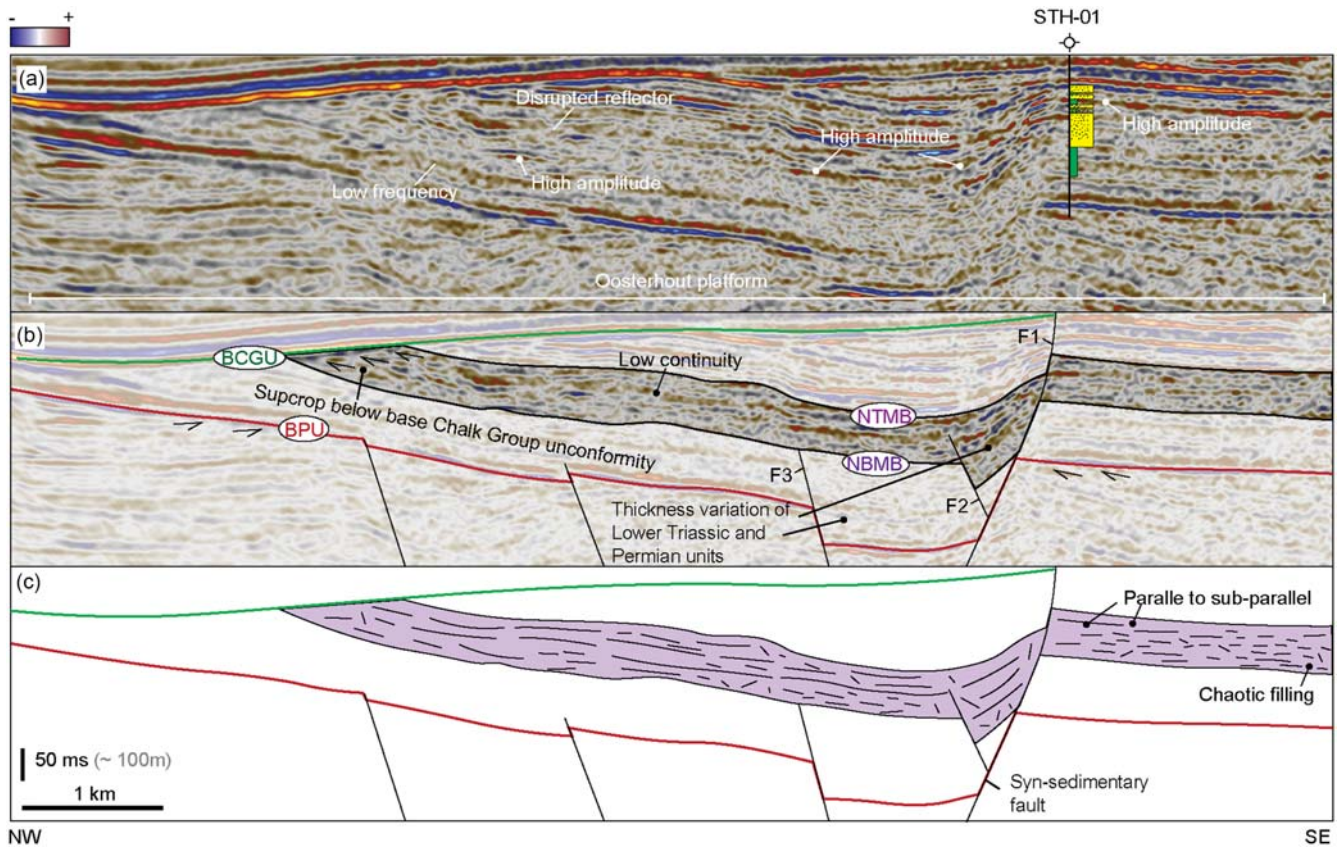 - +
STH-01
(a)
Disrupted reflector
High amplitude
High amplitude
Low frequency
High amplitude
Oosterhout platform
(b)
F1
BCGU
Low continuity
Supcrop below base Chalk Group unconformity
NTMB
BPU
NBMB
F3
F2
Thickness variation of
Lower Triassic and
Permian units
(c)
Paralle to sub-parallel
Chaotic filling
50 ms (~ 100m)
1 km
Syn-sedimentary
fault
NW
SE